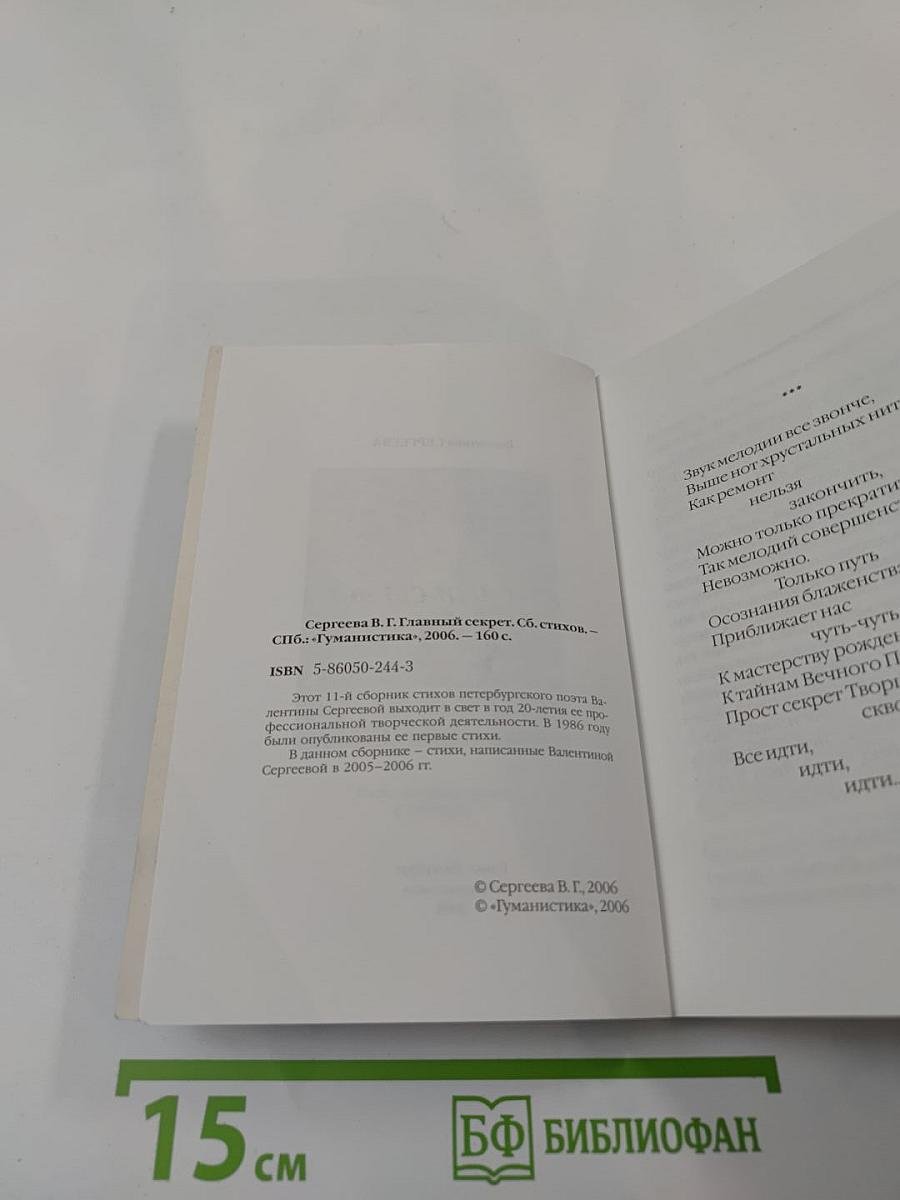 Сергеева В. Г. Главный секрет. Сб. стихов. –
СПб.: «Гуманистика», 2006. — 160 с.
ISBN 5-86050-244-3
Этот 11-й сборник стихов петербургского поэта Ва-
лентины Сергеевой выходит в свет в год 20-летия ее про-
фессиональной творческой деятельности. В 1986 году
были опубликованы ее первые стихи.
В данном сборнике – стихи, написанные Валентиной
Сергеевой в 2005–2006 гг.
© Сергеева В. Г., 2006
© «Гуманистика», 2006
***
Звук мелодии все звонче,
Выше нот хрустальных
Как ремонт
нельзя
закончить,
Можно только
Так мелодий
Невозможно.
Только путь
Осознания
Приближает нас
чуть-чуть
К мастерству
К тайнам Вечного
Прост секрет
Все идти,
идти,
идти..
15 см
БФ БИБЛИОФАН